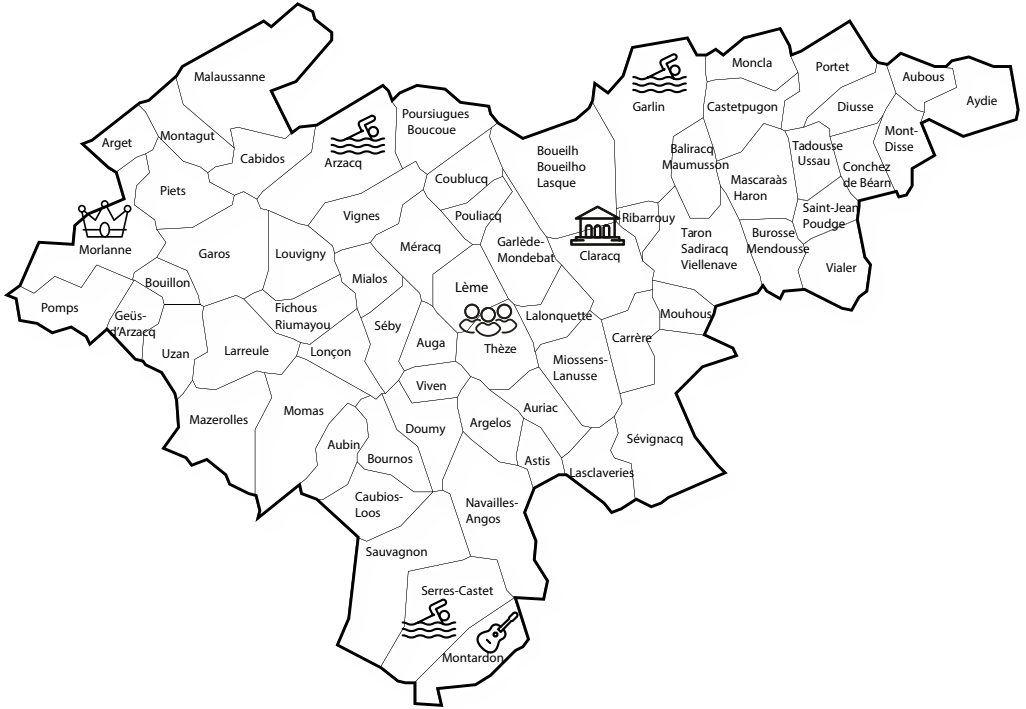 Malaussanne
Moncla
Portet
Aubous
Aydie
Garlin
Castetpugon
Diusse
Poursiugues
Boucoue
Arget
Montagut
Cabidos
Arzacq
Mont-
Disse
Baliracq
Maumusson
Tadousse
Ussau
Boueilh
Boueilho
Lasque
Conchez
de Béarn
Coublucq
Piets
Mascaraàs
Haron
Vignes
Pouliacq
Ribarrouy
Saint-Jean
Poudge
Morlanne
Garos
Louvigny
Méracq
Garlède-
Mondebat
Claracq
Taron
Sadiracq
Viellenave
Burosse
Mendousse
Vialer
Bouillon
Mialos
Lème
Pomps
Geüs-
d'Arzacq
Fichous
Riumayou
Séby
Lalonquette
Mouhous
Uzan
Larreule
Lonçon
Auga
Thèze
Carrère
Miossens-
Lanusse
Viven
Mazerolles
Momas
Doumy
Argelos
Auriac
Sévignacq
Aubin
Bournos
Astis
Lasclaveries
Caubios-
Loos
Navailles-
Angos
Sauvagnon
Serres-Castet
Montardon